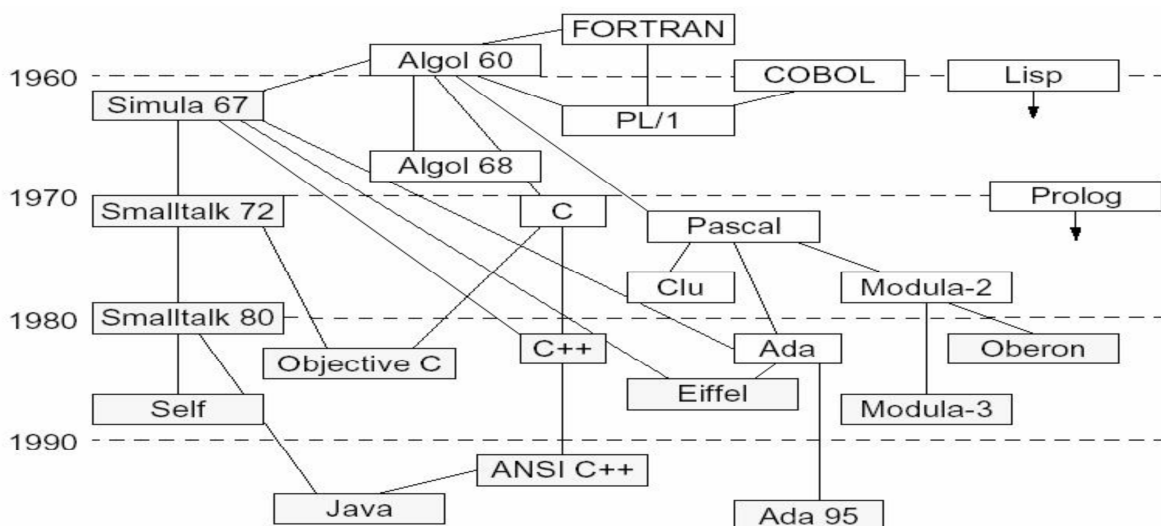 FORTRAN
Algol 60
1960
COBOL
Lisp
Simula 67
PL/1
Algol 68
1970
Prolog
Smalltalk 72
C
Pascal
Clu
Modula-2
Smalltalk 80
1980
C++
Ada
Oberon
Objective C
Eiffel
Self
Modula-3
1990
ANSI C++
Java
Ada 95